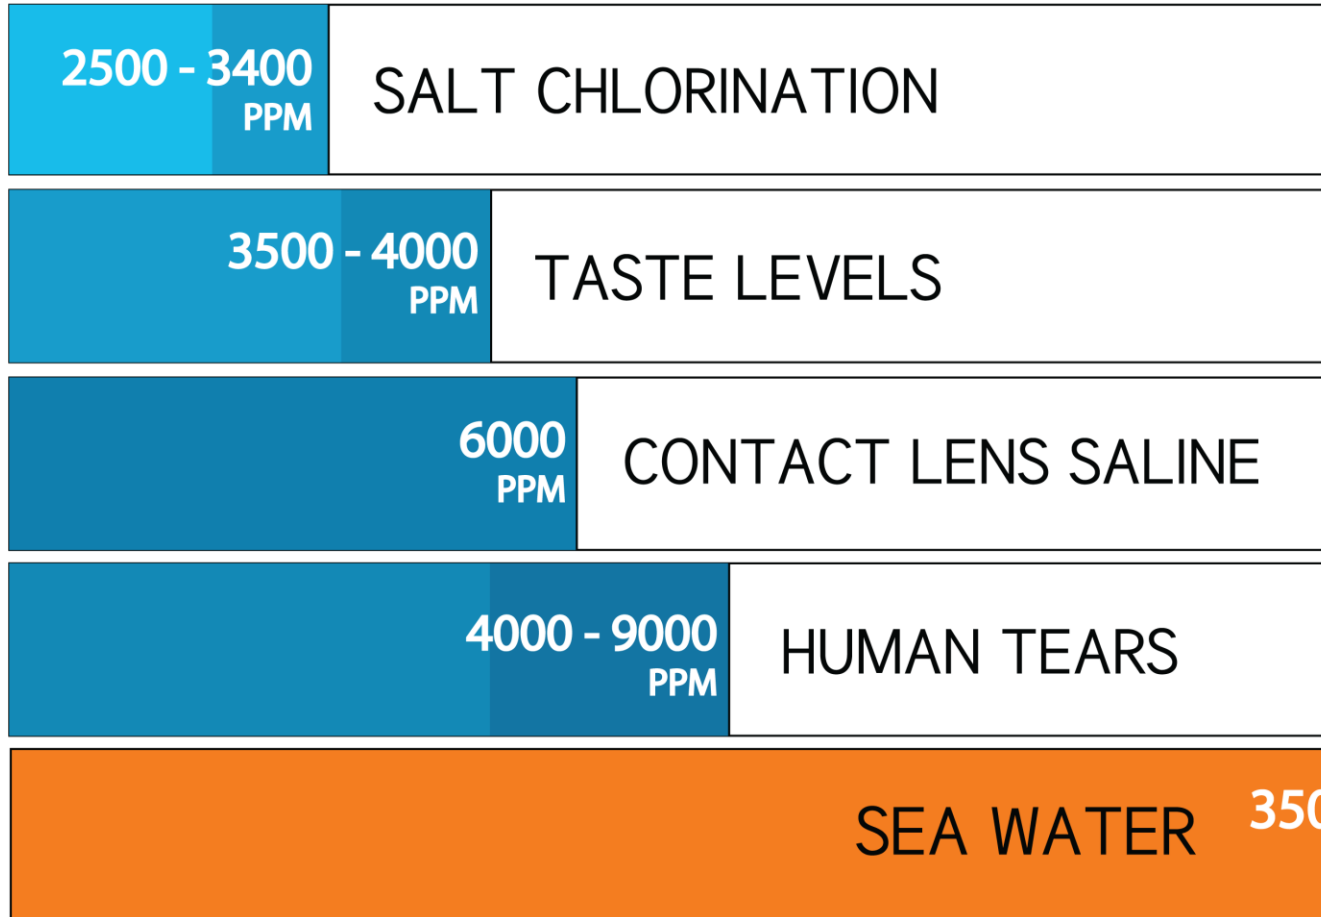 2500 - 3400
PPM
SALT CHLORINATION
3500 - 4000
PPM
TASTE LEVELS
6000
PPM
CONTACT LENS SALINE
4000 - 9000
PPM
HUMAN TEARS
SEA WATER